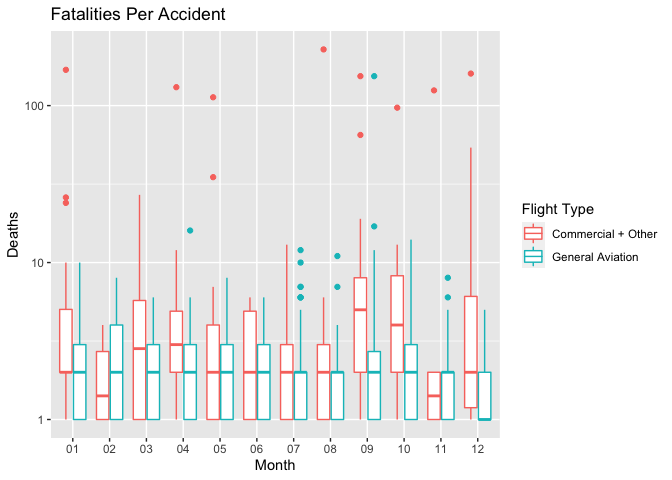 Fatalities Per Accident
Deaths
100
10
1
01 02 03 04 05 06 07 08 09 10 11 12
Month
Flight Type
Commercial + Other
General Aviation